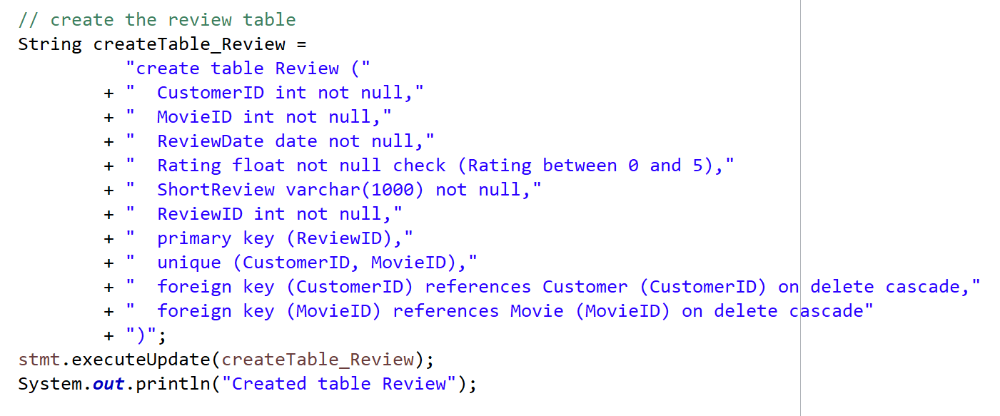 // create the review table
String createTable_Review =
          "create table Review ("
        + "  CustomerID int not null,"
        + "  MovieID int not null,"
        + "  ReviewDate date not null,"
        + "  Rating float not null check (Rating between 0 and 5),"
        + "  ShortReview varchar(1000) not null,"
        + "  ReviewID int not null,"
        + "  primary key (ReviewID),"
        + "  unique (CustomerID, MovieID),"
        + "  foreign key (CustomerID) references Customer (CustomerID) on delete cascade,"
        + "  foreign key (MovieID) references Movie (MovieID) on delete cascade"
        + ")";
stmt.executeUpdate(createTable_Review);
System.out.println("Created table Review");